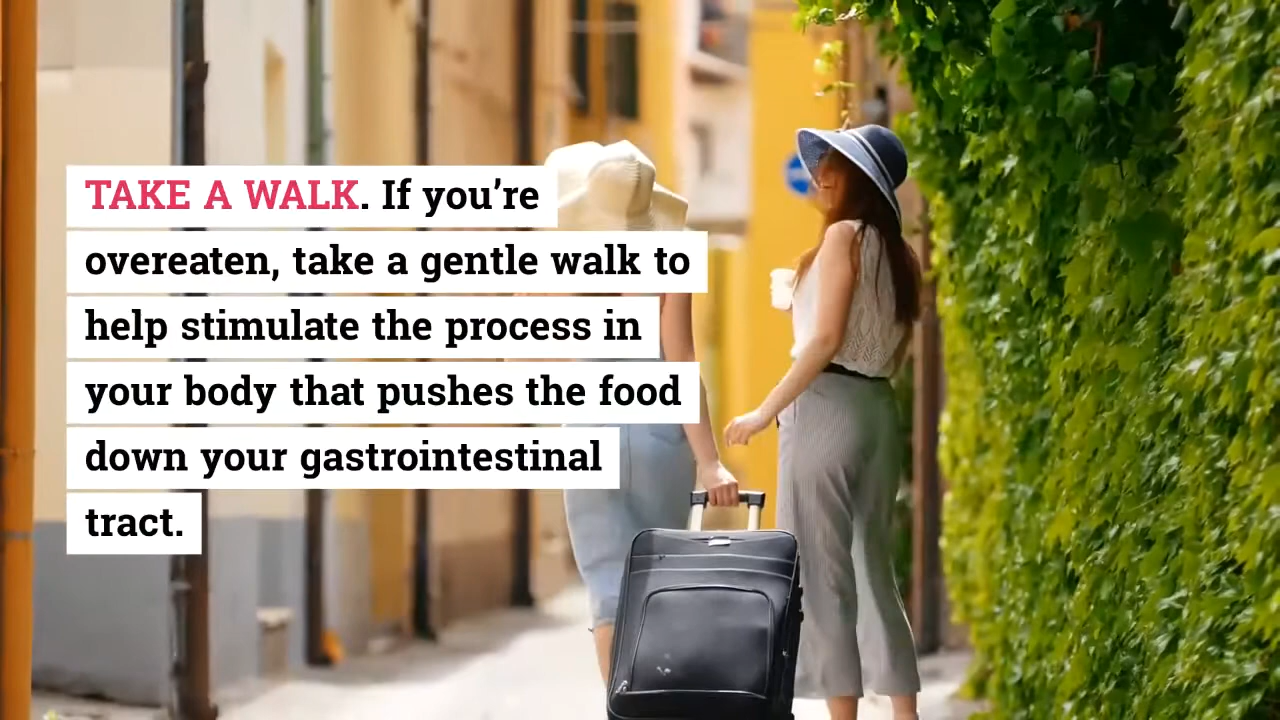 TAKE A WALK. If you’re
overeaten, take a gentle walk to
help stimulate the process in
your body that pushes the food
down your gastrointestinal
tract.